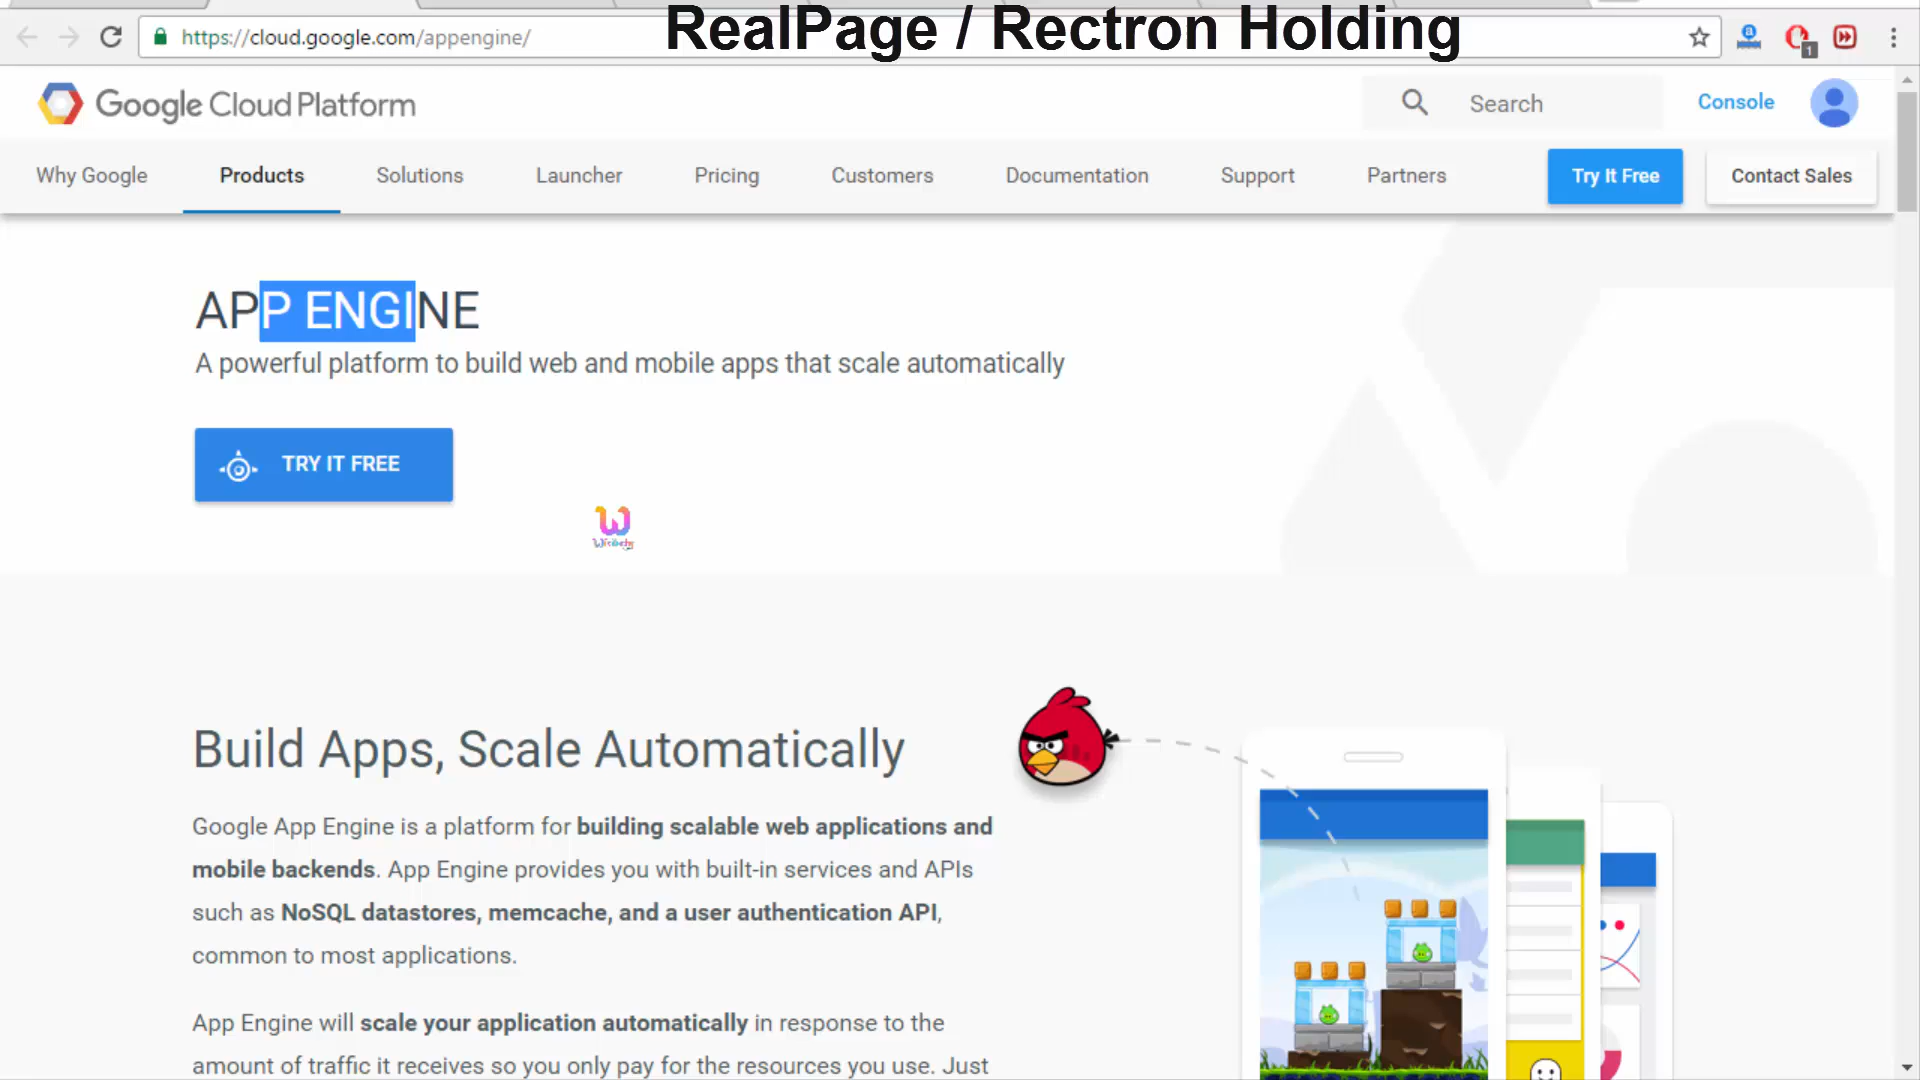 RealPage / Rectron Holding
https://cloud.google.com/appengine/
1
Google Cloud Platform
Search
Console
Why Google
Products
Solutions
Launcher
Pricing
Customers
Documentation
Support
Partners
Try It Free
Contact Sales
APP ENGINE
A powerful platform to build web and mobile apps that scale automatically
TRY IT FREE
Build Apps, Scale Automatically
Google App Engine is a platform for building scalable web applications and
mobile backends. App Engine provides you with built-in services and APIs
such as NoSQL datastores, memcache, and a user authentication API,
common to most applications.
App Engine will scale your application automatically in response to the
amount of traffic it receives so you only pay for the resources you use. Just